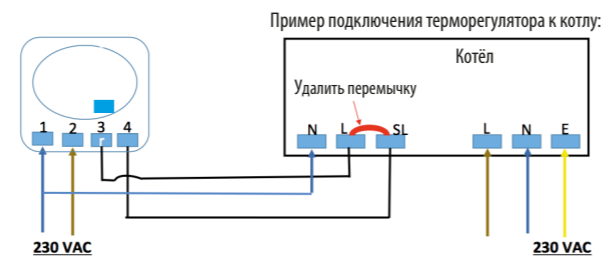 Пример подключения терморегулятора к котлу:
Котёл
Удалить перемычку
1 2 3 4
r
N L SL L N E
230 VAC 230 VAC